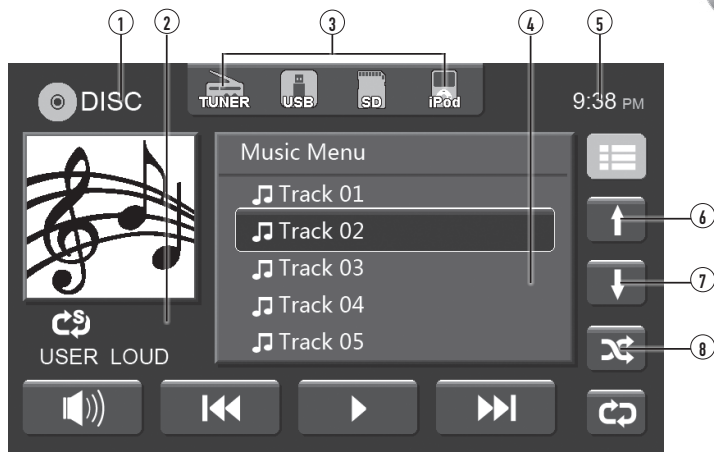 1 2 3 4 5
DISC TUNER USB SD iPod 9:38 PM
Music Menu
Track 01
Track 02
6
Track 03
7
Track 04
S
Track 05
8
USER LOUD